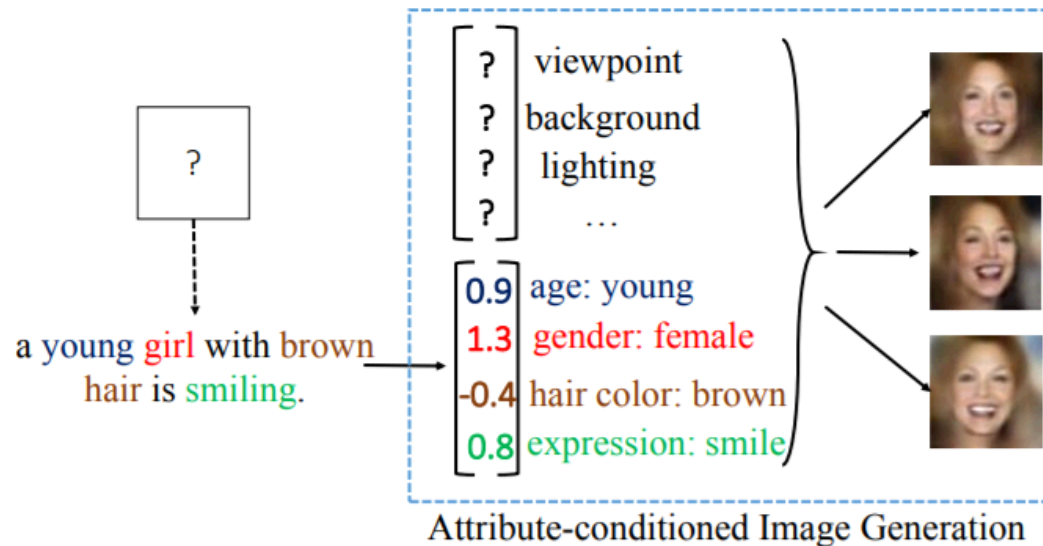 ?
a young girl with brown
hair is smiling.
? viewpoint
? background
? lighting
? ...
0.9 age: young
1.3 gender: female
-0.4 hair color: brown
0.8 expression: smile
Attribute-conditioned Image Generation